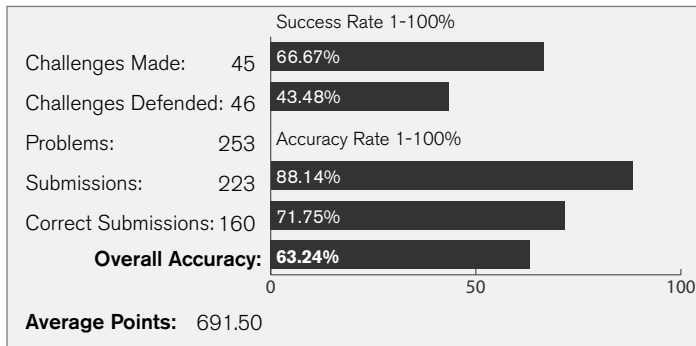 Success Rate 1-100%
Challenges Made: 45 66.67%
Challenges Defended: 46 43.48%
Problems: 253 Accuracy Rate 1-100%
Submissions: 223 88.14%
Correct Submissions: 160 71.75%
Overall Accuracy: 63.24%
0 50 100
Average Points: 691.50